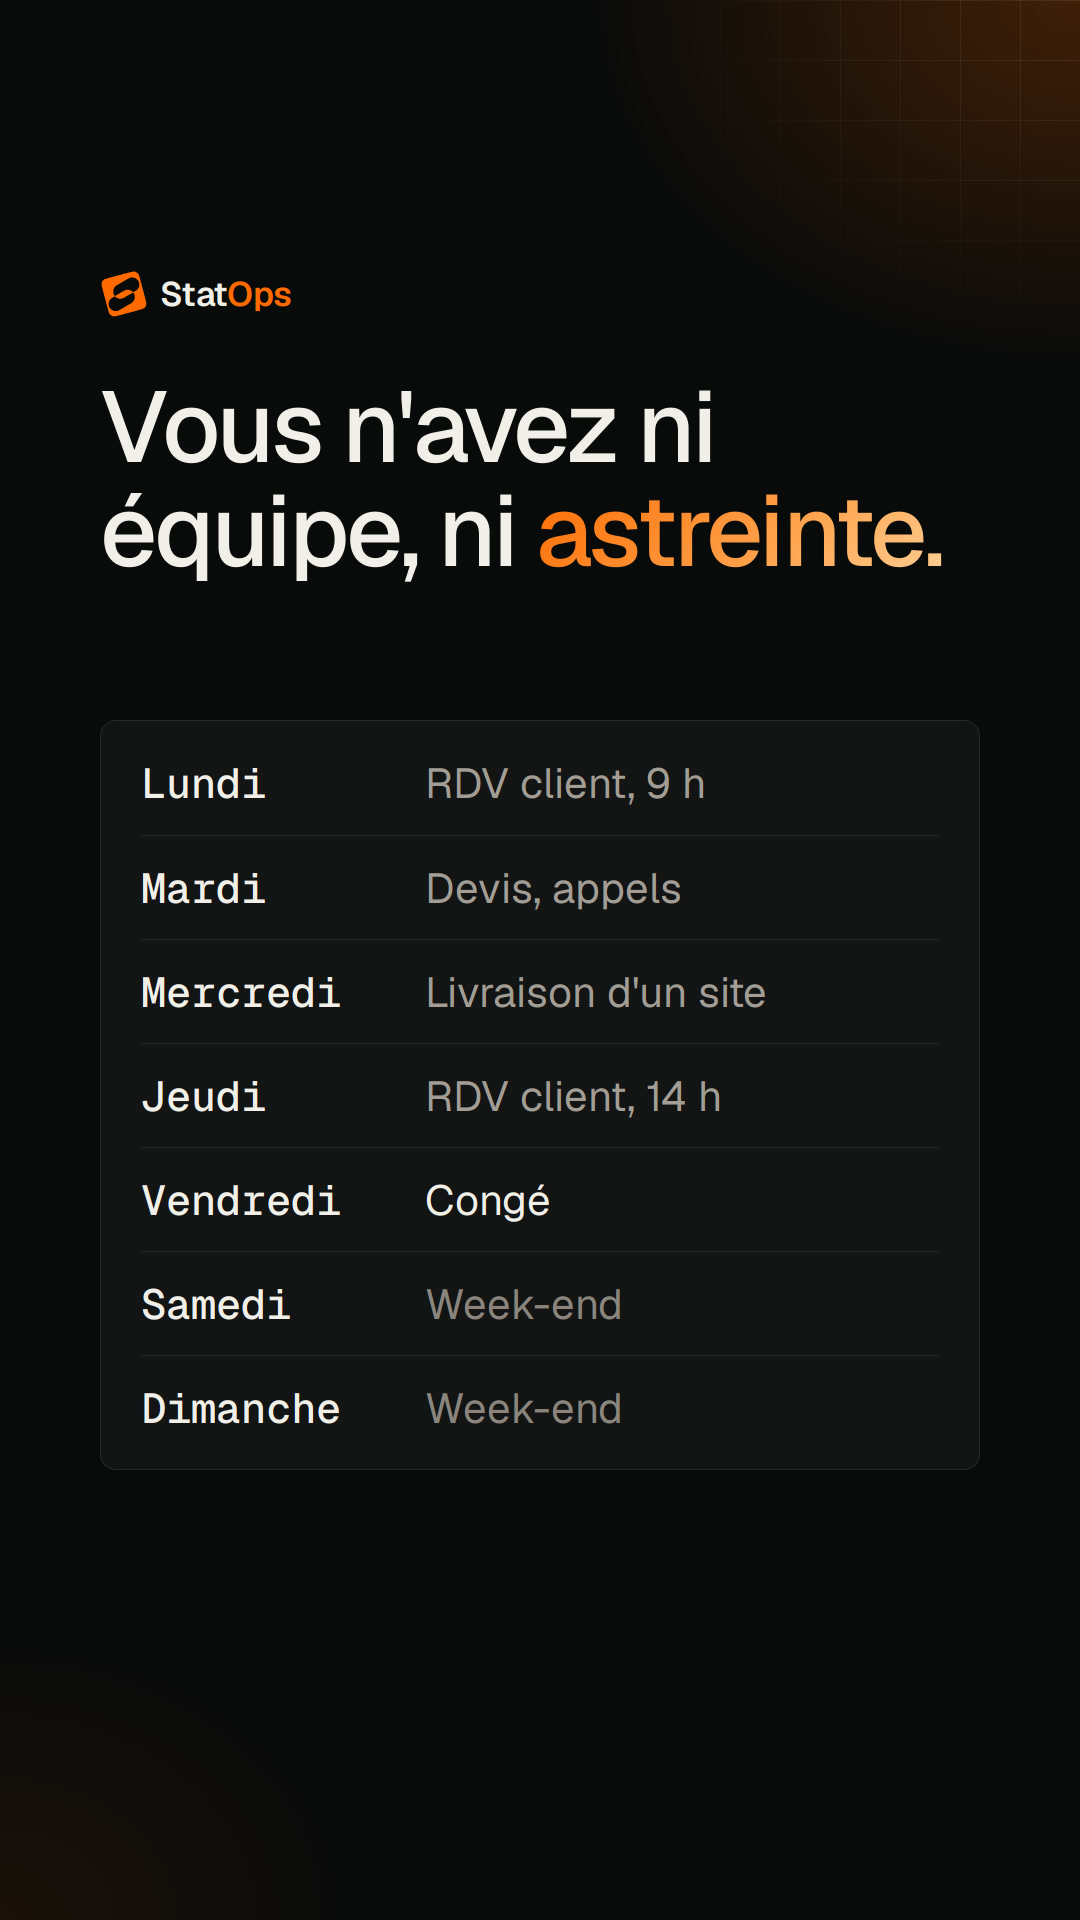 StatOps
Vous n'avez ni
équipe, ni astreinte.
Lundi RDV client, 9 h
Mardi Devis, appels
Mercredi Livraison d'un site
Jeudi RDV client, 14 h
Vendredi Congé
Samedi Week-end
Dimanche Week-end